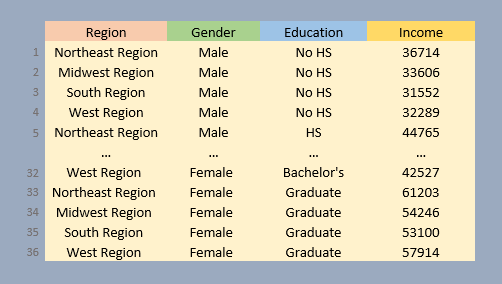 Region Gender Education Income
1 Northeast Region Male No HS 36714
2 Midwest Region Male No HS 33606
3 South Region Male No HS 31552
4 West Region Male No HS 32289
5 Northeast Region Male HS 44765
... ... ... ...
32 West Region Female Bachelor's 42527
33 Northeast Region Female Graduate 61203
34 Midwest Region Female Graduate 54246
35 South Region Female Graduate 53100
36 West Region Female Graduate 57914